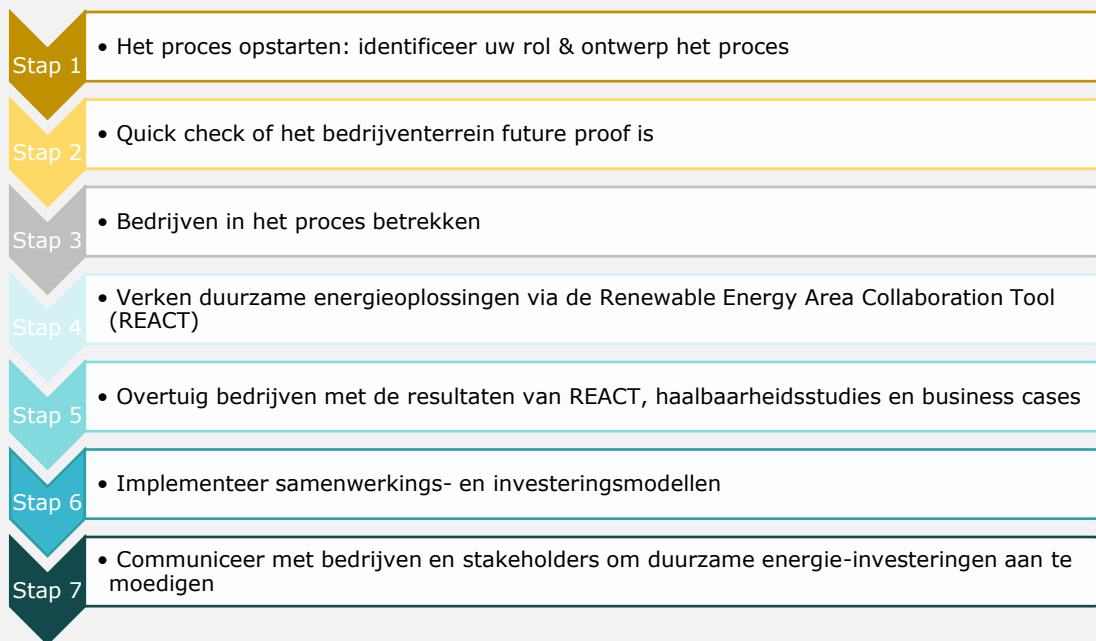 Stap 1
• Het proces opstarten: identificeer uw rol & ontwerp het proces
Stap 2
• Quick check of het bedrijventerrein future proof is
Stap 3
• Bedrijven in het proces betrekken
Stap 4
• Verken duurzame energieoplossingen via de Renewable Energy Area Collaboration Tool
(REACT)
Stap 5
• Overtuig bedrijven met de resultaten van REACT, haalbaarheidsstudies en business cases
Stap 6
• Implementeer samenwerkings- en investeringsmodellen
Stap 7
• Communiceer met bedrijven en stakeholders om duurzame energie-investeringen aan te
moedigen